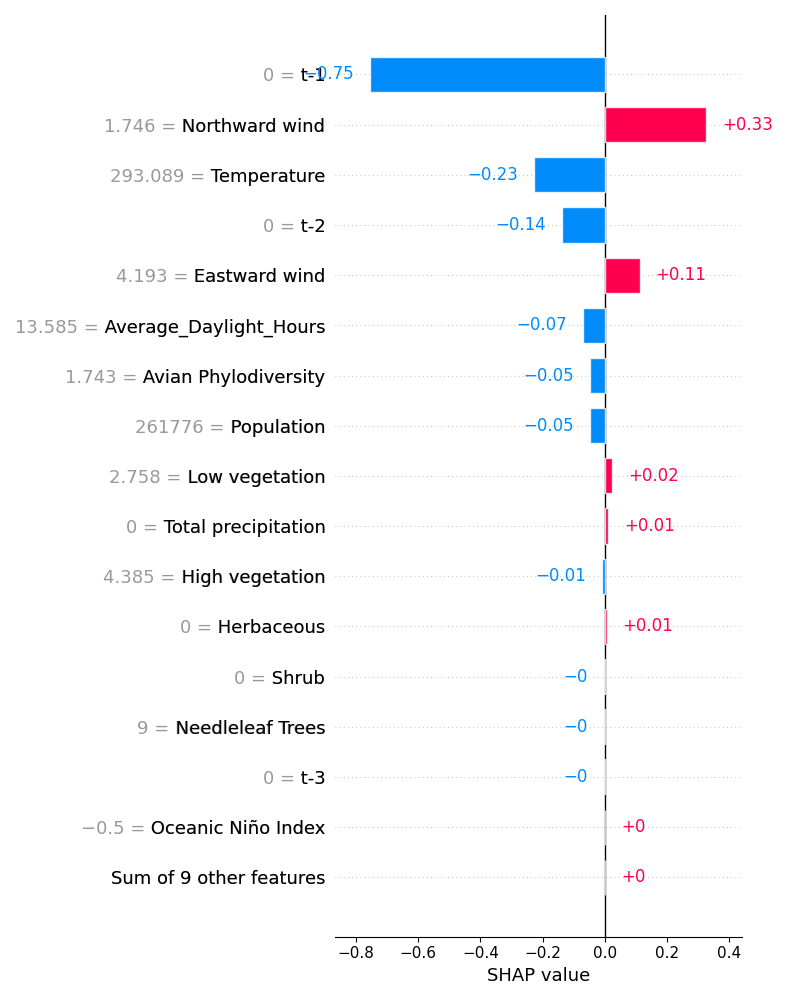 0 = t-1 −0.75
1.746 = Northward wind +0.33
293.089 = Temperature −0.23
0 = t-2 −0.14
4.193 = Eastward wind +0.11
13.585 = Average_Daylight_Hours −0.07
1.743 = Avian Phylodiversity −0.05
261776 = Population −0.05
2.758 = Low vegetation +0.02
0 = Total precipitation +0.01
4.385 = High vegetation −0.01
0 = Herbaceous +0.01
0 = Shrub −0
9 = Needleleaf Trees −0
0 = t-3 −0
−0.5 = Oceanic Niño Index +0
Sum of 9 other features +0
−0.8 −0.6 −0.4 −0.2 0.0 0.2 0.4
SHAP value